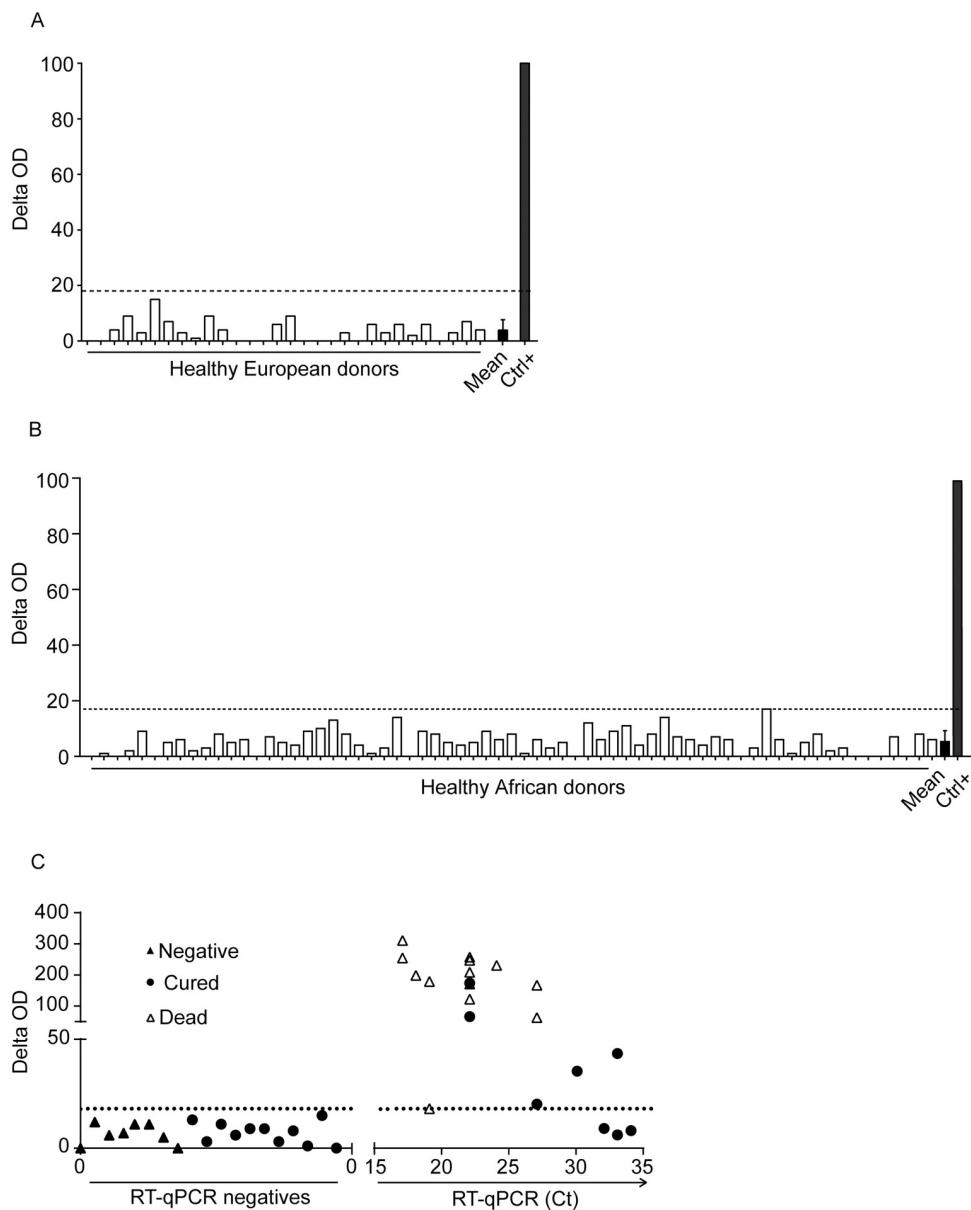 A
Delta OD
100
80
60
40
20
0
Healthy European donors
Mean
Ctrl+
B
Delta OD
100
80
60
40
20
0
Healthy African donors
Mean
Ctrl+
C
Delta OD
400
300
200
100
50
0
Negative
Cured
Dead
0 0 15 22 25 30 35
RT-qPCR negatives
RT-qPCR (Ct)